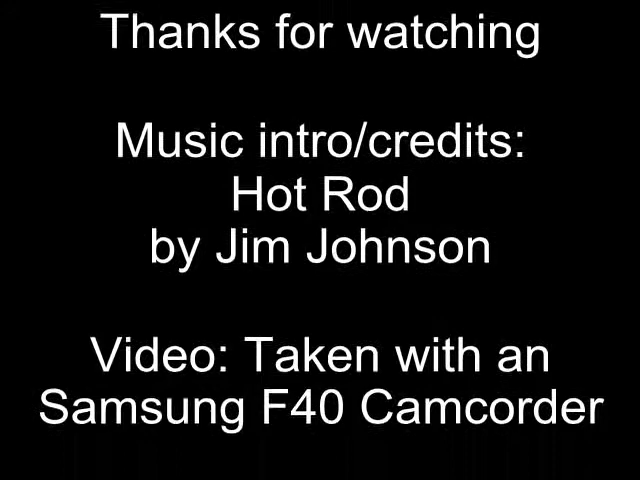 Thanks for watching
Music intro/credits:
Hot Rod
by Jim Johnson
Video: Taken with an
Samsung F40 Camcorder